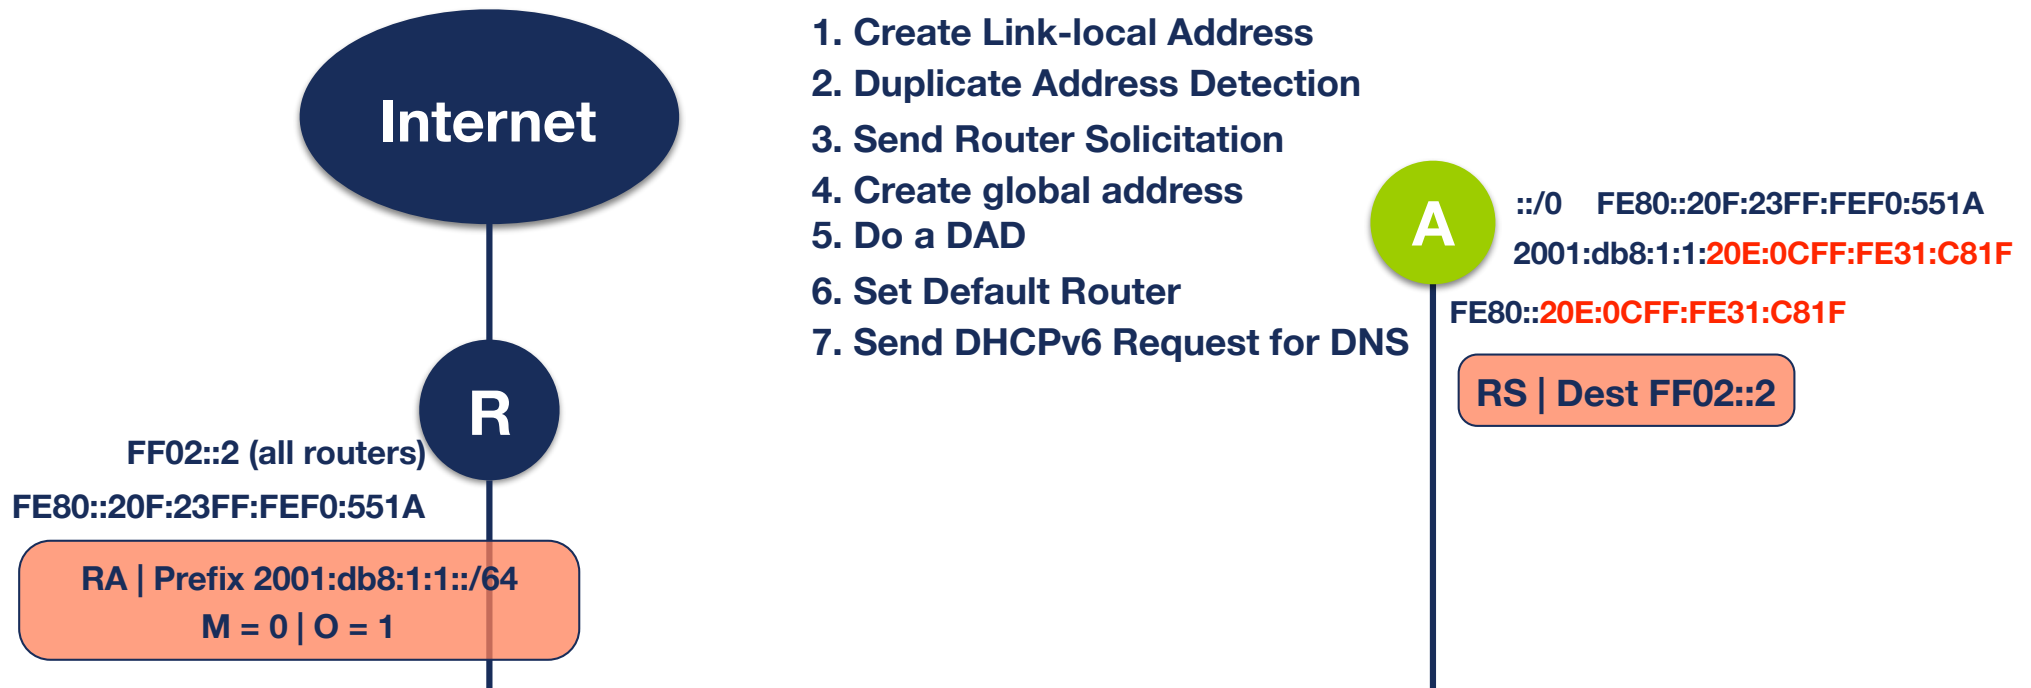 Internet
1. Create Link-local Address
2. Duplicate Address Detection
3. Send Router Solicitation
4. Create global address
5. Do a DAD
6. Set Default Router
7. Send DHCPv6 Request for DNS
A
::/0 FE80::20F:23FF:FEF0:551A
2001:db8:1:1:20E:0CFF:FE31:C81F
FE80::20E:0CFF:FE31:C81F
RS | Dest FF02::2
R
FF02::2 (all routers)
FE80::20F:23FF:FEF0:551A
RA | Prefix 2001:db8:1:1::/64
M = 0 | O = 1